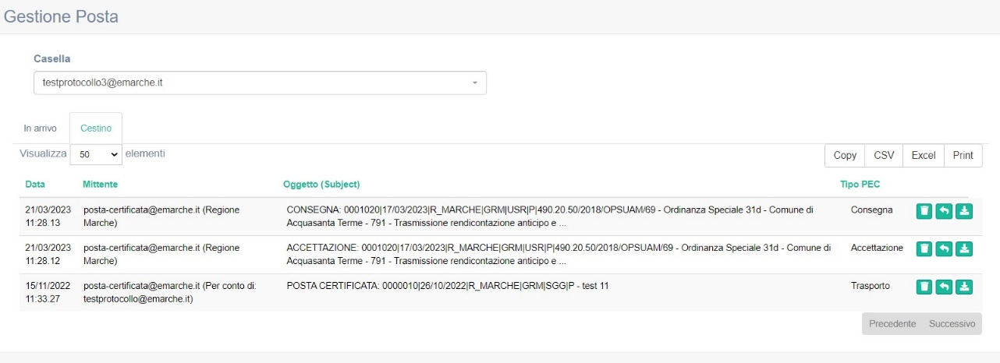 Gestione Posta
Casella
testprotocollo3@emarche.it
In arrivo Cestino
Visualizza 50 elementi Copy CSV Excel Print
Data Mittente Oggetto (Subject) Tipo PEC
21/03/2023 posta-certificata@emarche.it (Regione CONSEGNA: 0001020|17/03/2023|R_MARCHE|GRM|USR|P|490.20.50/2018/OPSUAM/69 - Ordinanza Speciale 31d - Comune di Consegna
11:28.13 Marche) Acquasanta Terme - 791 - Trasmissione rendicontazione anticipo e ...
21/03/2023 posta-certificata@emarche.it (Regione ACCETTAZIONE: 0001020|17/03/2023|R_MARCHE|GRM|USR|P|490.20.50/2018/OPSUAM/69 - Ordinanza Speciale 31d - Comune di Accettazione
11:28.12 Marche) Acquasanta Terme - 791 - Trasmissione rendicontazione anticipo e ...
15/11/2022 posta-certificata@emarche.it (Per conto di: POSTA CERTIFICATA: 0000010|26/10/2022|R_MARCHE|GRM|SGG|P - test 11 Trasporto
11:33.27 testprotocollo@emarche.it)
Precedente Successivo